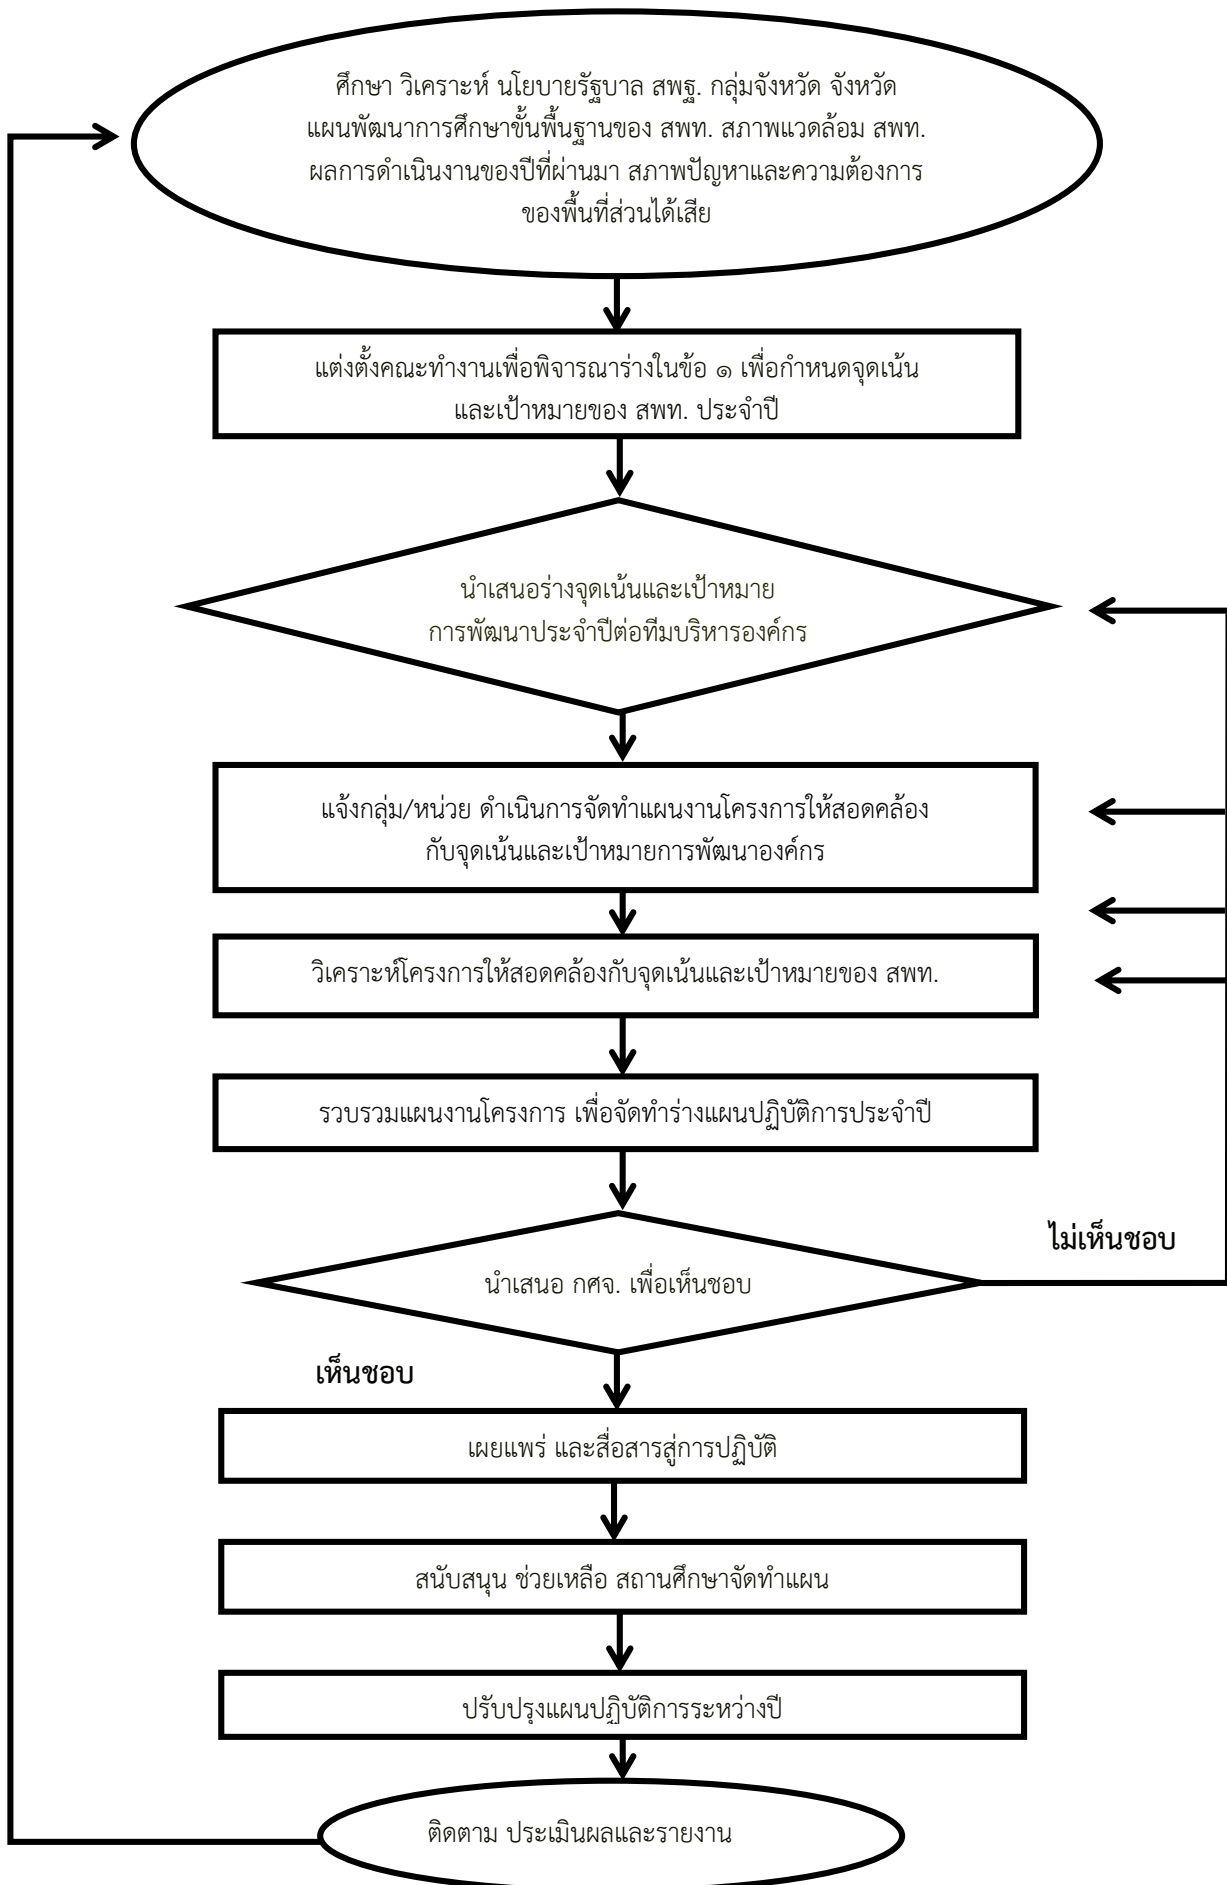 ศึกษา วิเคราะห์ นโยบายรัฐบาล สพฐ. กลุ่มจังหวัด จังหวัด
แผนพัฒนาการศึกษาขั้นพื้นฐานของ สพท. สภาพแวดล้อม สพท.
ผลการดำเนินงานของปีที่ผ่านมา สภาพปัญหาและความต้องการ
ของพื้นที่ส่วนได้เสีย
แต่งตั้งคณะทำงานเพื่อพิจารณาร่างในข้อ ๑ เพื่อกำหนดจุดเน้น
และเป้าหมายของ สพท. ประจำปี
นำเสนอร่างจุดเน้นและเป้าหมาย
การพัฒนาประจำปีต่อทีมบริหารองค์กร
แจ้งกลุ่ม/หน่วย ดำเนินการจัดทำแผนงานโครงการให้สอดคล้อง
กับจุดเน้นและเป้าหมายการพัฒนาองค์กร
วิเคราะห์โครงการให้สอดคล้องกับจุดเน้นและเป้าหมายของ สพท.
รวบรวมแผนงานโครงการ เพื่อจัดทำร่างแผนปฏิบัติการประจำปี
ไม่เห็นชอบ
นำเสนอ กศจ. เพื่อเห็นชอบ
เห็นชอบ
เผยแพร่ และสื่อสารสู่การปฏิบัติ
สนับสนุน ช่วยเหลือ สถานศึกษาจัดทำแผน
ปรับปรุงแผนปฏิบัติการระหว่างปี
ติดตาม ประเมินผลและรายงาน